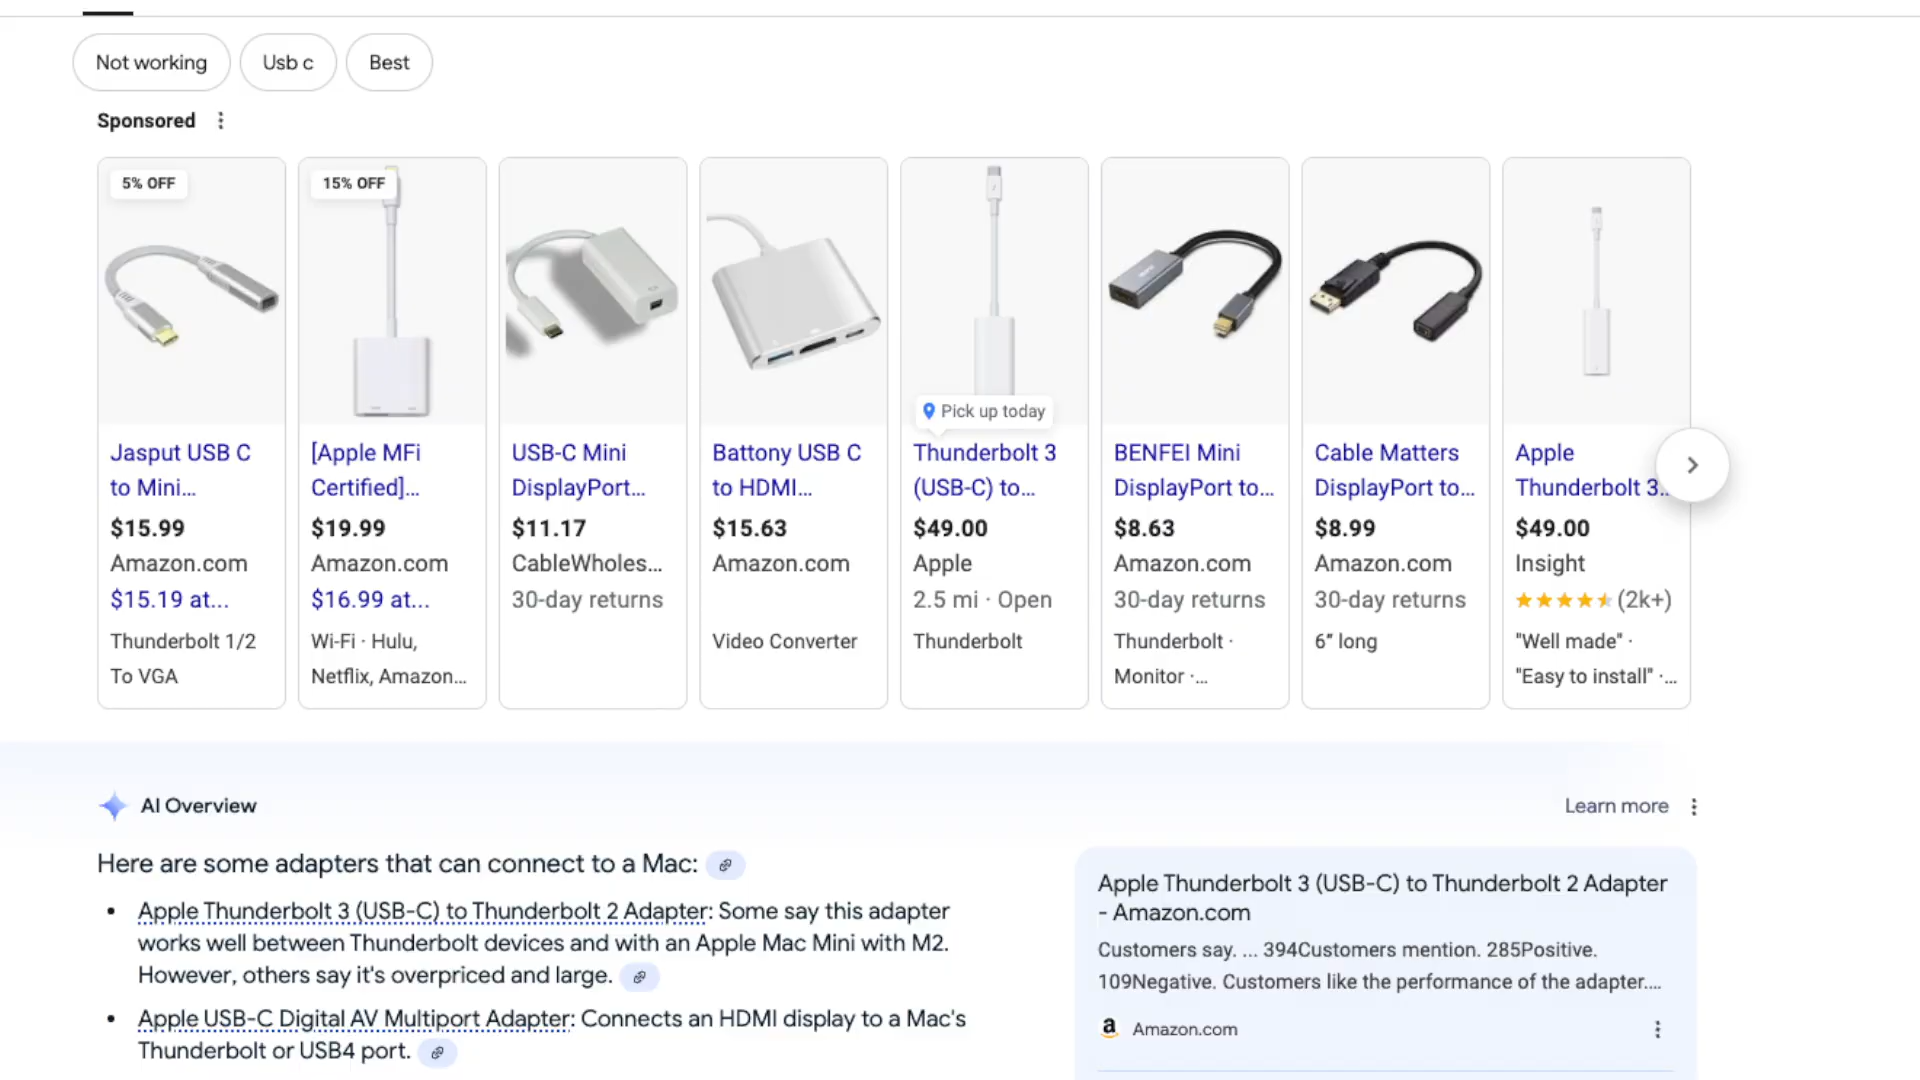 Not working
Usb c
Best
Sponsored
5% OFF
15% OFF
Pick up today
Jasput USB C
to Mini...
$15.99
Amazon.com
$15.19 at...
Thunderbolt 1/2
To VGA
[Apple MFi
Certified]...
$19.99
Amazon.com
$16.99 at...
Wi-Fi · Hulu,
Netflix, Amazon...
USB-C Mini
DisplayPort...
$11.17
CableWholes...
30-day returns
Battony USB C
to HDMI...
$15.63
Amazon.com
Video Converter
Thunderbolt 3
(USB-C) to...
$49.00
Apple
2.5 mi · Open
Thunderbolt
BENFEI Mini
DisplayPort to...
$8.63
Amazon.com
30-day returns
Thunderbolt ·
Monitor ·...
Cable Matters
DisplayPort to...
$8.99
Amazon.com
30-day returns
6” long
Apple
Thunderbolt 3...
$49.00
Insight
(2k+)
"Well made" ·
"Easy to install" ·...
AI Overview
Learn more
Here are some adapters that can connect to a Mac:
• Apple Thunderbolt 3 (USB-C) to Thunderbolt 2 Adapter: Some say this adapter
works well between Thunderbolt devices and with an Apple Mac Mini with M2.
However, others say it's overpriced and large.
• Apple USB-C Digital AV Multiport Adapter: Connects an HDMI display to a Mac's
Thunderbolt or USB4 port.
Apple Thunderbolt 3 (USB-C) to Thunderbolt 2 Adapter
- Amazon.com
Customers say. ... 394Customers mention. 285Positive.
109Negative. Customers like the performance of the adapter....
Amazon.com